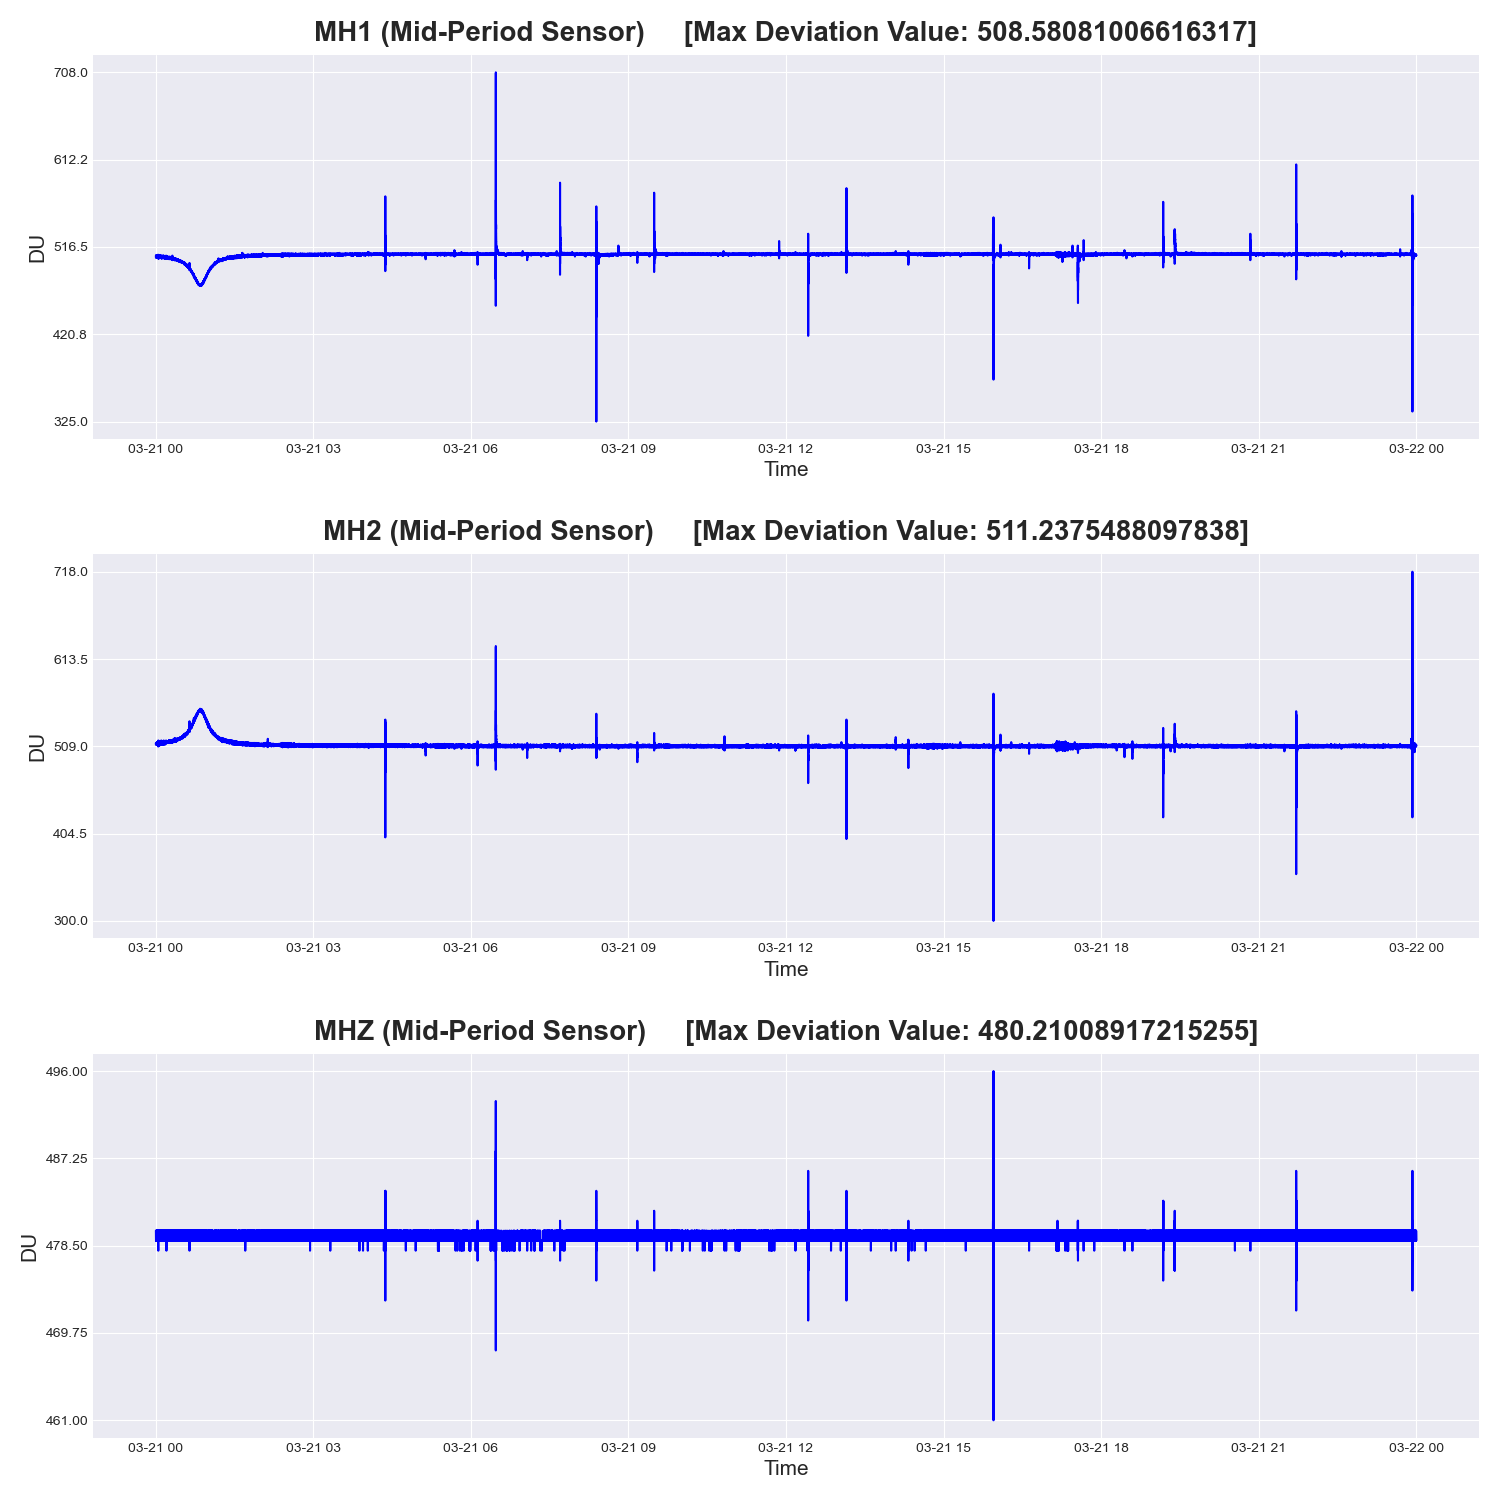 MH1 (Mid-Period Sensor) [Max Deviation Value: 508.58081006616317]
708.0
612.2
516.5
420.8
325.0
DU
03-21 00 03-21 03 03-21 06 03-21 09 03-21 12 03-21 15 03-21 18 03-21 21 03-22 00
Time
MH2 (Mid-Period Sensor) [Max Deviation Value: 511.2375488097838]
718.0
613.5
509.0
404.5
300.0
DU
03-21 00 03-21 03 03-21 06 03-21 09 03-21 12 03-21 15 03-21 18 03-21 21 03-22 00
Time
MHZ (Mid-Period Sensor) [Max Deviation Value: 480.21008917215255]
496.00
487.25
478.50
469.75
461.00
DU
03-21 00 03-21 03 03-21 06 03-21 09 03-21 12 03-21 15 03-21 18 03-21 21 03-22 00
Time